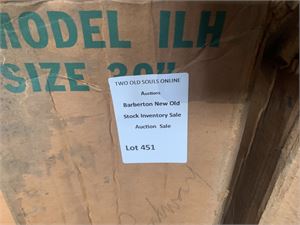 MODEL ILH
SIZE 30"
TWO OLD SOULS ONLINE
Auctions
Barberton New Old
Stock Inventory Sale
Auction Sale
Lot 451